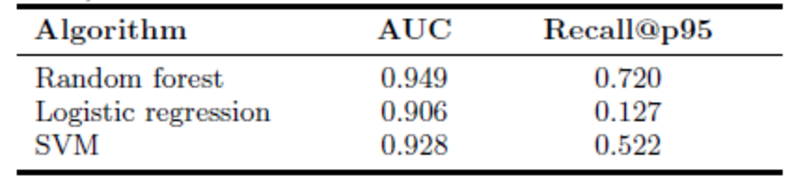 Algorithm AUC Recall@p95
Random forest 0.949 0.720
Logistic regression 0.906 0.127
SVM 0.928 0.522